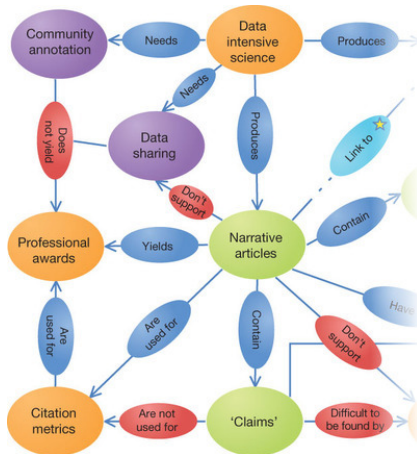 Community
annotation
Needs
Data
intensive
science
Produces
Needs
Does
not yield
Data
sharing
Produces
Link to
Don't
support
Contain
Professional
awards
Yields
Narrative
articles
Are
used for
Are
used for
Contain
Have
Don't
support
Citation
metrics
Are not
used for
'Claims'
Difficult to
be found by